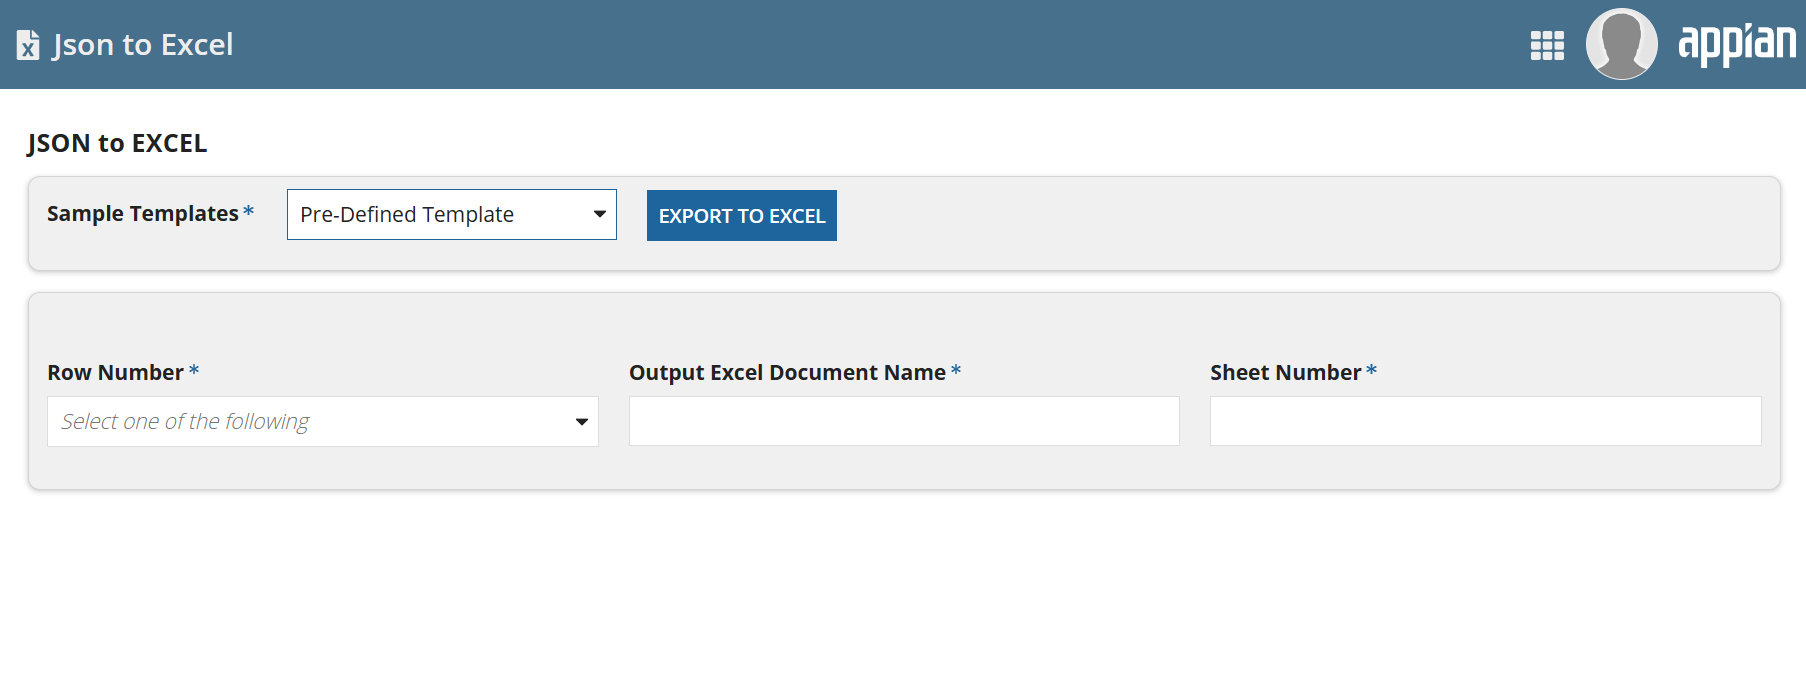 Json to Excel
appian
JSON to EXCEL
Sample Templates *
Pre-Defined Template
EXPORT TO EXCEL
Row Number *
Output Excel Document Name *
Sheet Number *
Select one of the following